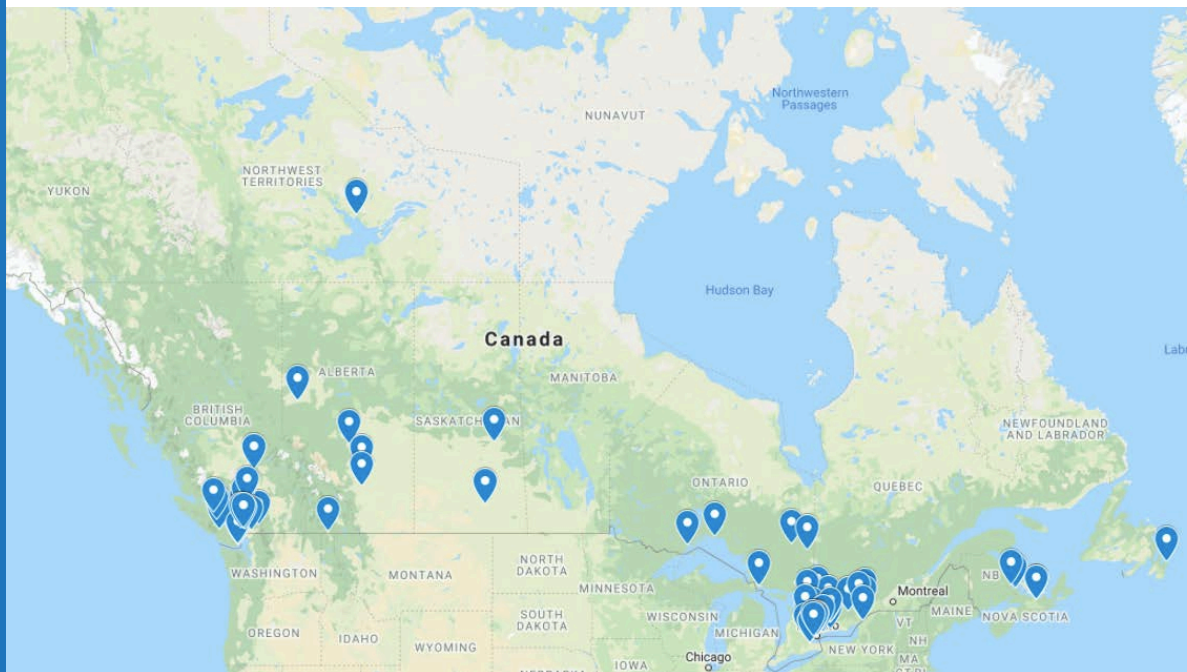 Northwestern
Passages
NUNAVUT
NORTHWEST
TERRITORIES
YUKON
Hudson Bay
Canada
ALBERTA
MANITOBA
BRITISH
COLUMBIA
SASKATCH
AN
NEWFOUNDLAND
AND LABRADOR
ONTARIO
QUEBEC
WASHINGTON
MONTANA
NORTH
DAKOTA
MINNESOTA
NB
Montreal
MAINE
NOVA SCOTIA
OREGON
IDAHO
SOUTH
DAKOTA
WISCONSIN
MICHIGAN
VT
NEW YORK
NH
WYOMING
IOWA
Chicago
MA